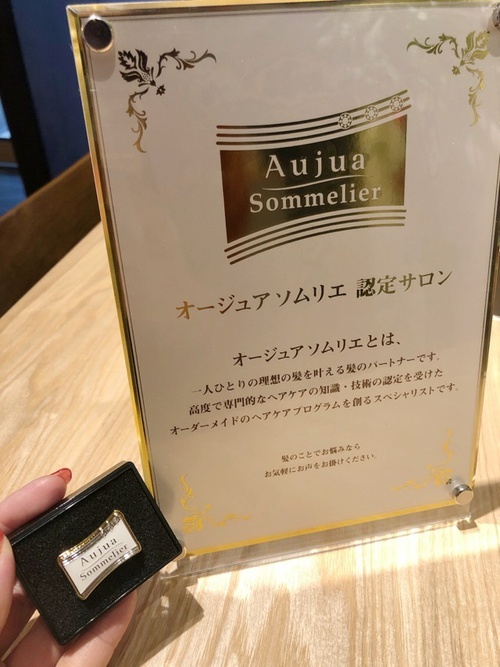 Aujua
Sommelier
オージュア ソムリエ 認定サロン
オージュア ソムリエとは、
一人ひとりの理想の髪を叶える髪のパートナーです。
高度で専門的なヘアケアの知識・技術の認定を受けた
オーダーメイドのヘアケアプログラムを創るスペシャリストです。
髪のことでお悩みなら
お気軽にお声をお掛けください。
Aujua
Sommelier